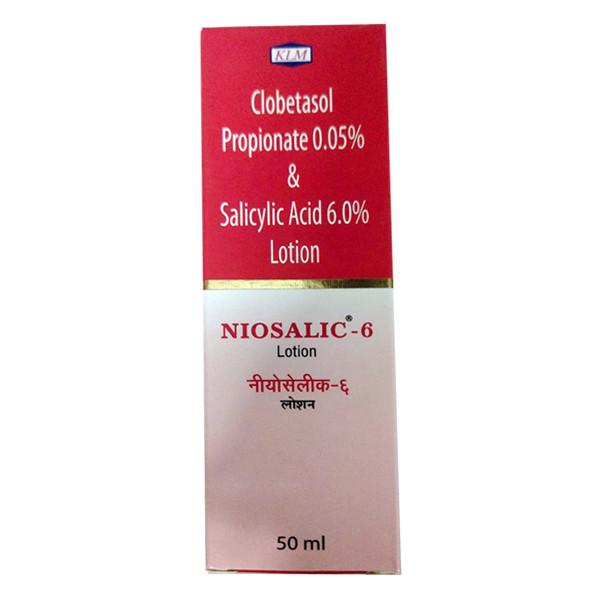 KLM
Clobetasol
Propionate 0.05%
&
Salicylic Acid 6.0%
Lotion
NIOSALIC®-6
Lotion
नीयोसेलीक-६
लोशन
50 ml